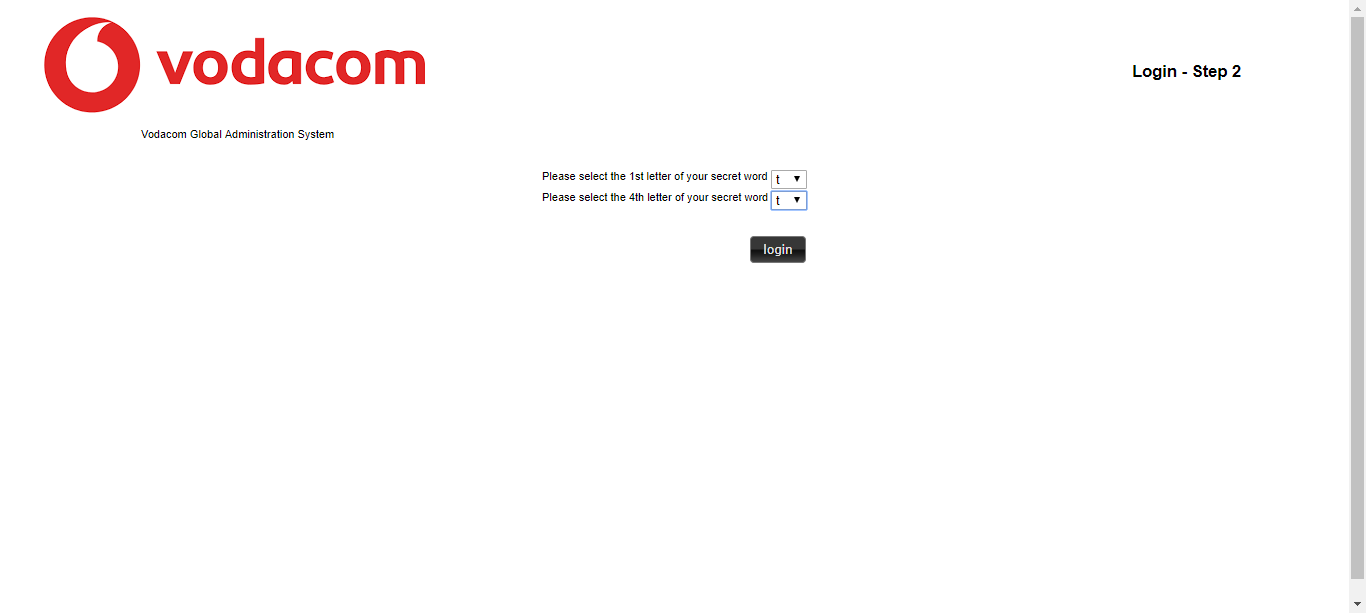 vodacom
Login - Step 2
Vodacom Global Administration System
Please select the 1st letter of your secret word t
Please select the 4th letter of your secret word t
login